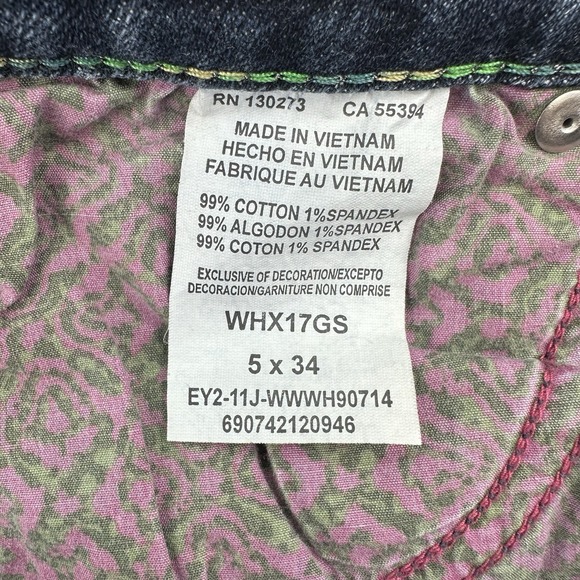 RN 130273 CA 55394
MADE IN VIETNAM
HECHO EN VIETNAM
FABRIQUE AU VIETNAM
99% COTTON 1% SPANDEX
99% ALGODON 1% SPANDEX
99% COTON 1% SPANDEX
EXCLUSIVE OF DECORATION/EXCEPTO
DECORACION/GARNITURE NON COMPRISE
WHX17GS
5 x 34
EY2-11J-WWWH90714
690742120946